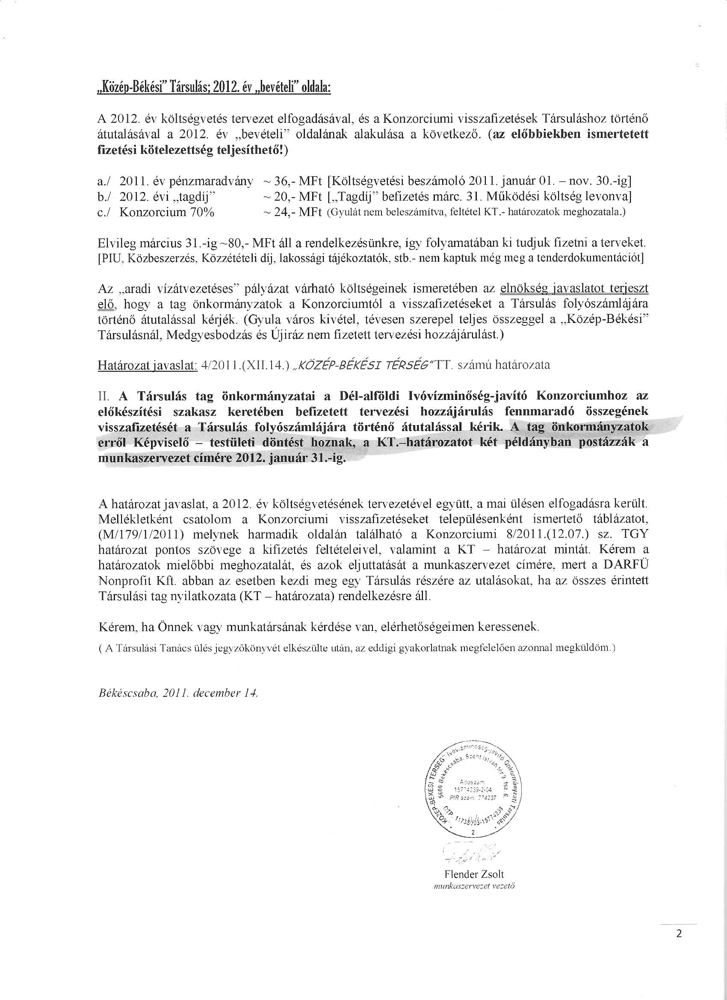 „Közép-Békési” Társulás; 2012. év „bevételi” oldala:
A 2012. év költségvetés tervezet elfogadásával, és a Konzorciumi visszafizetések Társuláshoz történő
átutalásával a 2012. év „bevételi” oldalának alakulása a következő. (az előbbiekben ismertetett
fizetési kötelezettség teljesíthető!)
a./ 2011. év pénzmaradvány ~ 36,- MFt [Költségvetési beszámoló 2011. január 01. – nov. 30.-ig]
b./ 2012. évi „tagdíj” ~ 20,- MFt [„Tagdíj” befizetés márc. 31. Működési költség levonva]
c./ Konzorcium 70% ~ 24,- MFt (Gyulát nem beleszámítva, feltétel KT.- határozatok meghozatala.)
Elvileg március 31.-ig ~80,- MFt áll a rendelkezésünkre, így folyamatában ki tudjuk fizetni a terveket.
[PIU, Közbeszerzés, Közzétételi díj, lakossági tájékoztatók, stb.- nem kaptuk még meg a tenderdokumentációt]
Az „aradi vízátvezetéses” pályázat várható költségeinek ismeretében az elnökség javaslatot terjeszt
elő, hogy a tag önkormányzatok a Konzorciumtól a visszafizetéseket a Társulás folyószámlájára
történő átutalással kérjék. (Gyula város kivétel, tévesen szerepel teljes összeggel a „Közép-Békési”
Társulásnál, Medgyesbodzás és Újiráz nem fizetett tervezési hozzájárulást.)
Határozat javaslat: 4/2011.(XII.14.) „KÖZÉP-BÉKÉSI TÉRSÉG”TT. számú határozata
II. A Társulás tag önkormányzatai a Dél-alföldi Ivóvízminőség-javító Konzorciumhoz az
előkészítési szakasz keretében befizetett tervezési hozzájárulás fennmaradó összegének
visszafizetését a Társulás folyószámlájára történő átutalással kérik. A tag önkormányzatok
erről Képviselő – testületi döntést hoznak, a KT.–határozatot két példányban postázzák a
munkaszervezet címére 2012. január 31.-ig.
A határozat javaslat, a 2012. év költségvetésének tervezetével együtt, a mai ülésen elfogadásra került.
Mellékletként csatolom a Konzorciumi visszafizetéseket településenként ismertető táblázatot,
(M/179/1/2011) melynek harmadik oldalán található a Konzorciumi 8/2011.(12.07.) sz. TGY
határozat pontos szövege a kifizetés feltételeivel, valamint a KT – határozat mintát. Kérem a
határozatok mielőbbi meghozatalát, és azok eljuttatását a munkaszervezet címére, mert a DARFÜ
Nonprofit Kft. abban az esetben kezdi meg egy Társulás részére az utalásokat, ha az összes érintett
Társulási tag nyilatkozata (KT – határozata) rendelkezésre áll.
Kérem, ha Önnek vagy munkatársának kérdése van, elérhetőségeimen keressenek.
( A Társulási Tanács ülés jegyzőkönyvét elkészülte után, az eddigi gyakorlatnak megfelelően azonnal megküldöm.)
Békéscsaba, 2011. december 14.
"KÖZÉP-BÉKÉSI TÉRSÉG" Ivóvízminőség-javító Önkormányzati Társulás
5600 Békéscsaba, Szent István tér 9. fsz. 6.
Adószám:
15774239-2-04
PIR szám: 774237
2.
Flender Zsolt
munkaszervezet vezető
2